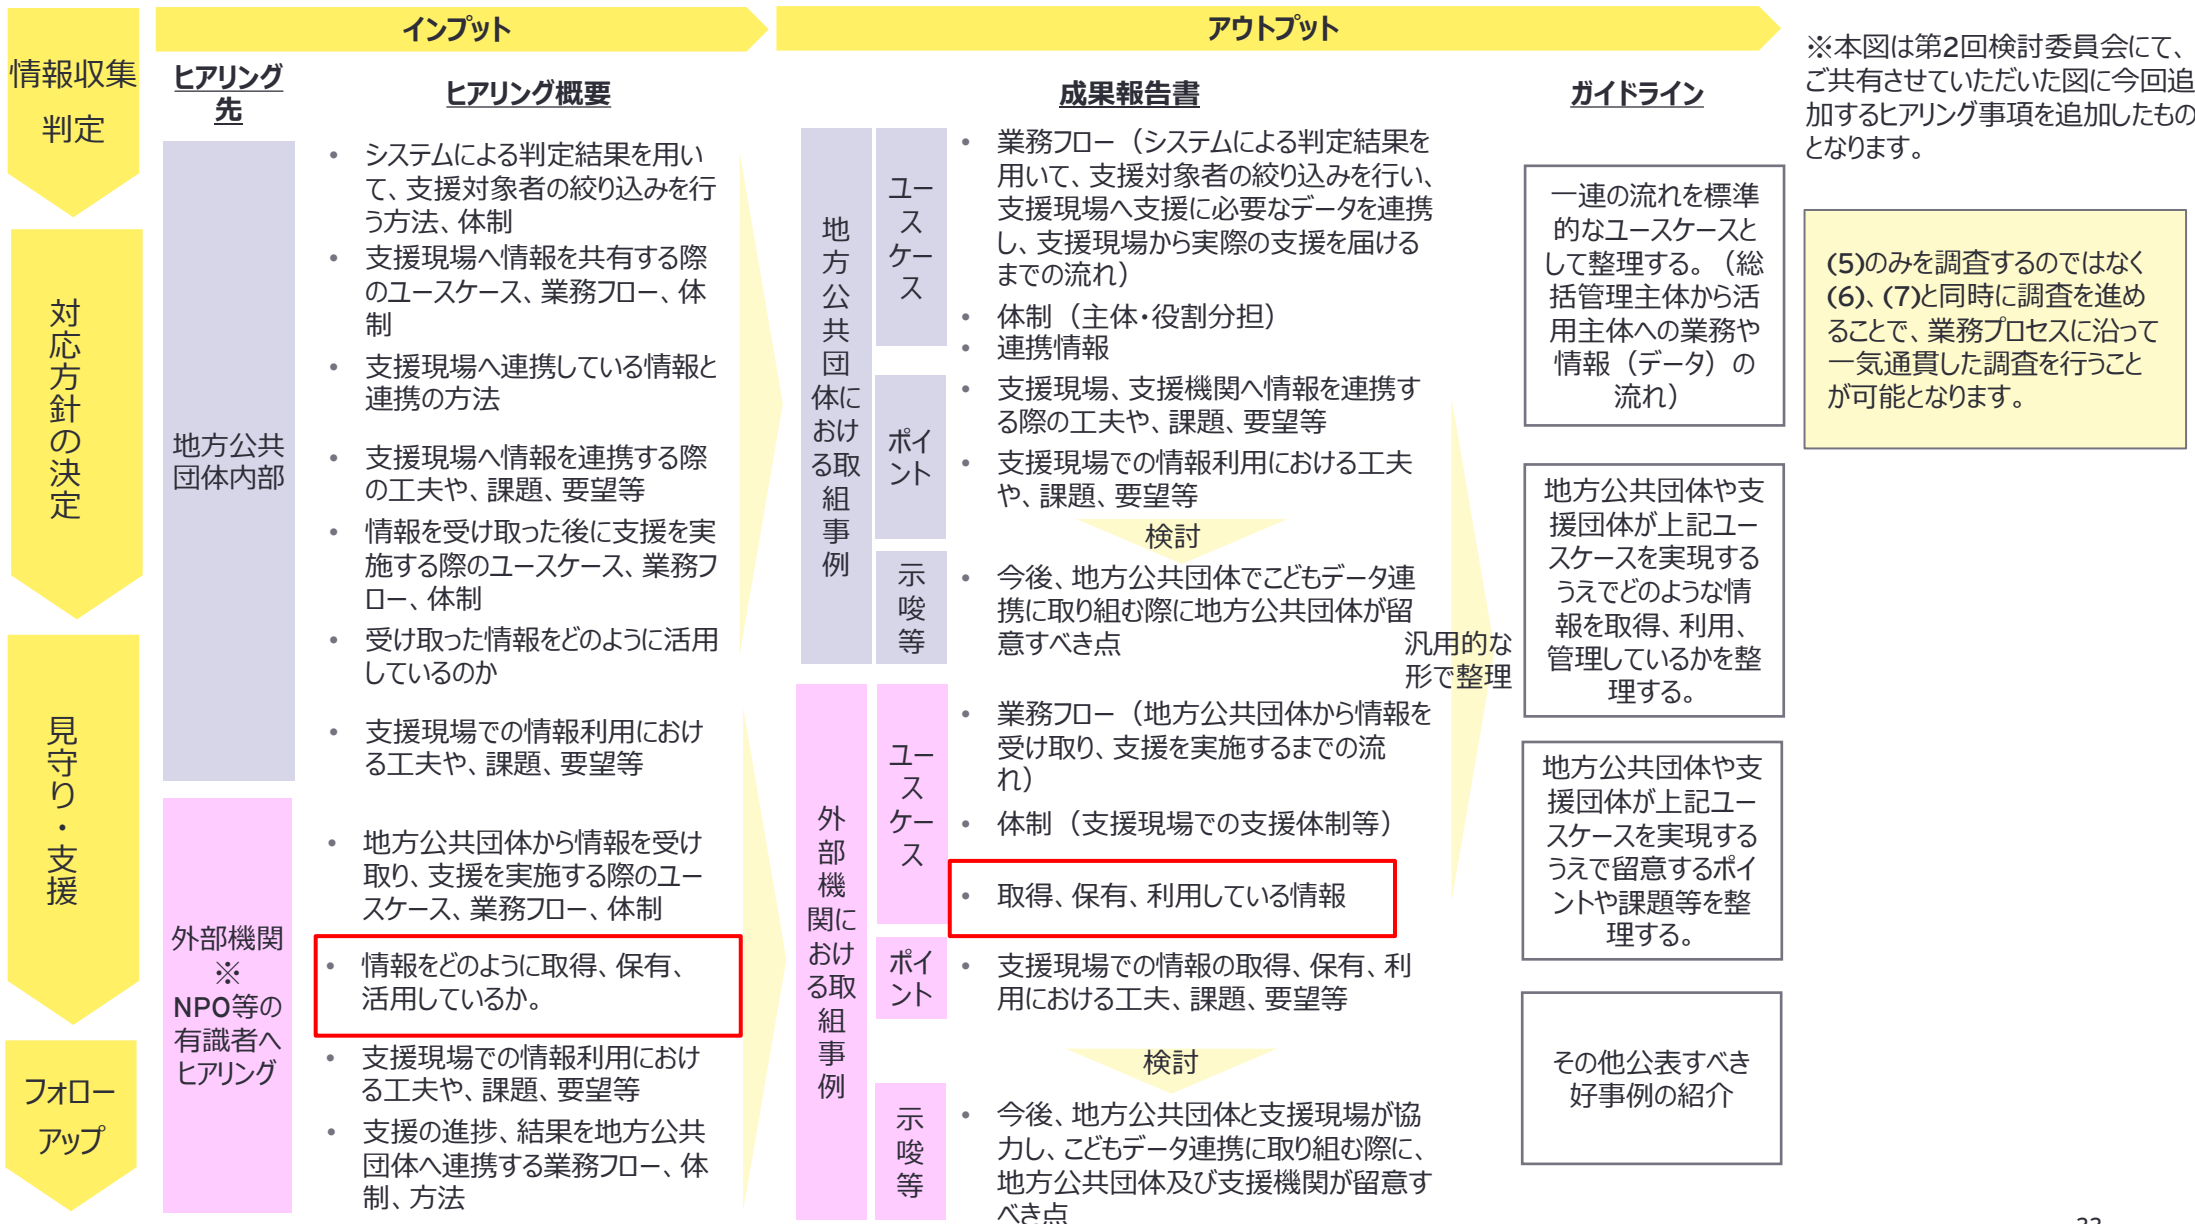 インプット
アウトプット
情報収集
判定
対応方針の決定
見守り・支援
フォロー
アップ
ヒアリング
先
ヒアリング概要
地方公共
団体内部
• システムによる判定結果を用い
て、支援対象者の絞り込みを行
う方法、体制
• 支援現場へ情報を共有する際
のユースケース、業務フロー、体
制
• 支援現場へ連携している情報と
連携の方法
• 支援現場へ情報を連携する際
の工夫や、課題、要望等
• 情報を受け取った後に支援を実
施する際のユースケース、業務フ
ロー、体制
• 受け取った情報をどのように活用
しているのか
• 支援現場での情報利用におけ
る工夫や、課題、要望等
外部機関
※
NPO等の
有識者へ
ヒアリング
• 地方公共団体から情報を受け
取り、支援を実施する際のユー
スケース、業務フロー、体制
• 情報をどのように取得、保有、
活用しているか。
• 支援現場での情報利用におけ
る工夫や、課題、要望等
• 支援の進捗、結果を地方公共
団体へ連携する業務フロー、体
制、方法
成果報告書
地
方
公
共
団
体に
おけ
る取
組
事
例
ユー
ス
ケー
ス
• 業務フロー（システムによる判定結果を
用いて、支援対象者の絞り込みを行い、
支援現場へ支援に必要なデータを連携
し、支援現場から実際の支援を届ける
までの流れ）
• 体制（主体・役割分担）
• 連携情報
ポイ
ント
• 支援現場、支援機関へ情報を連携す
る際の工夫や、課題、要望等
• 支援現場での情報利用における工夫
や、課題、要望等
検討
示
唆
等
• 今後、地方公共団体でこどもデータ連
携に取り組む際に地方公共団体が留
意すべき点
外
部
機
関に
おけ
る取
組
事
例
ユー
ス
ケー
ス
• 業務フロー（地方公共団体から情報を
受け取り、支援を実施するまでの流
れ）
• 体制（支援現場での支援体制等）
• 取得、保有、利用している情報
ポイ
ント
• 支援現場での情報の取得、保有、利
用における工夫、課題、要望等
検討
示
唆
等
• 今後、地方公共団体と支援現場が協
力し、こどもデータ連携に取り組む際に、
地方公共団体及び支援機関が留意す
べき点
汎用的な
形で整理
ガイドライン
一連の流れを標準
的なユースケースと
して整理する。（総
括管理主体から活
用主体への業務や
情報（データ）の
流れ）
地方公共団体や支
援団体が上記ユー
スケースを実現する
うえでどのような情
報を取得、利用、
管理しているかを整
理する。
地方公共団体や支
援団体が上記ユー
スケースを実現する
うえで留意するポイ
ントや課題等を整
理する。
その他公表すべき
好事例の紹介
※本図は第2回検討委員会にて、
ご共有させていただいた図に今回追
加するヒアリング事項を追加したもの
となります。
(5)のみを調査するのではなく
(6)、(7)と同時に調査を進め
ることで、業務プロセスに沿って
一気通貫した調査を行うこと
が可能となります。